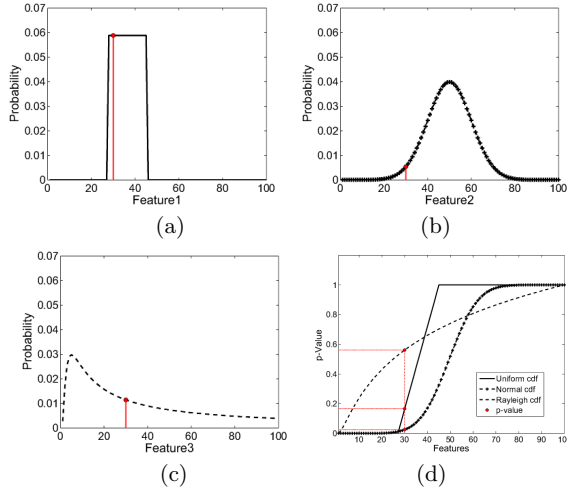 0.07
0.06
0.05
0.04
0.03
0.02
0.01
0
Probability
0 20 40 60 80 100
Feature1
(a)
0.07
0.06
0.05
0.04
0.03
0.02
0.01
0
Probability
0 20 40 60 80 100
Feature2
(b)
0.07
0.06
0.05
0.04
0.03
0.02
0.01
0
Probability
0 20 40 60 80 100
Feature3
(c)
1
0.8
0.6
0.4
0.2
0
p-Value
Uniform cdf
Normal cdf
Rayleigh cdf
p-value
10 20 30 40 50 60 70 80 90 100
Features
(d)